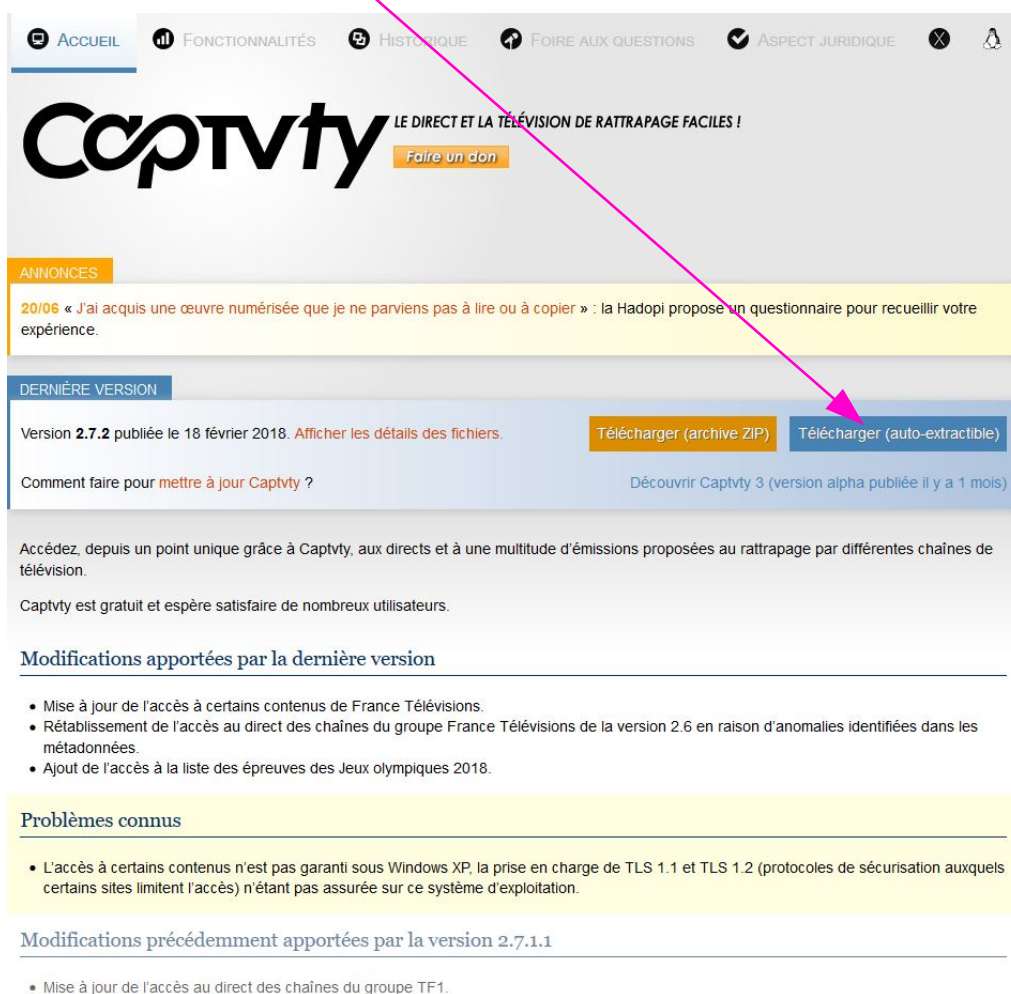 Accueil Fonctionnalités Historique Foire aux questions Aspect juridique X
Captvty
LE DIRECT ET LA TÉLÉVISION DE RATTRAPAGE FACILES !
Faire un don
ANNONCES
20/06 « J'ai acquis une œuvre numérisée que je ne parviens pas à lire ou à copier » : la Hadopi propose un questionnaire pour recueillir votre
expérience.
DERNIÈRE VERSION
Version 2.7.2 publiée le 18 février 2018. Afficher les détails des fichiers. Télécharger (archive ZIP) Télécharger (auto-extractible)
Comment faire pour mettre à jour Captvty ? Découvrir Captvty 3 (version alpha publiée il y a 1 mois)
Accédez, depuis un point unique grâce à Captvty, aux directs et à une multitude d'émissions proposées au rattrapage par différentes chaînes de
télévision.
Captvty est gratuit et espère satisfaire de nombreux utilisateurs.
Modifications apportées par la dernière version
• Mise à jour de l'accès à certains contenus de France Télévisions.
• Rétablissement de l'accès au direct des chaînes du groupe France Télévisions de la version 2.6 en raison d'anomalies identifiées dans les
métadonnées.
• Ajout de l'accès à la liste des épreuves des Jeux olympiques 2018.
Problèmes connus
• L'accès à certains contenus n'est pas garanti sous Windows XP, la prise en charge de TLS 1.1 et TLS 1.2 (protocoles de sécurisation auxquels
certains sites limitent l'accès) n'étant pas assurée sur ce système d'exploitation.
Modifications précédemment apportées par la version 2.7.1.1
• Mise à jour de l'accès au direct des chaînes du groupe TF1.